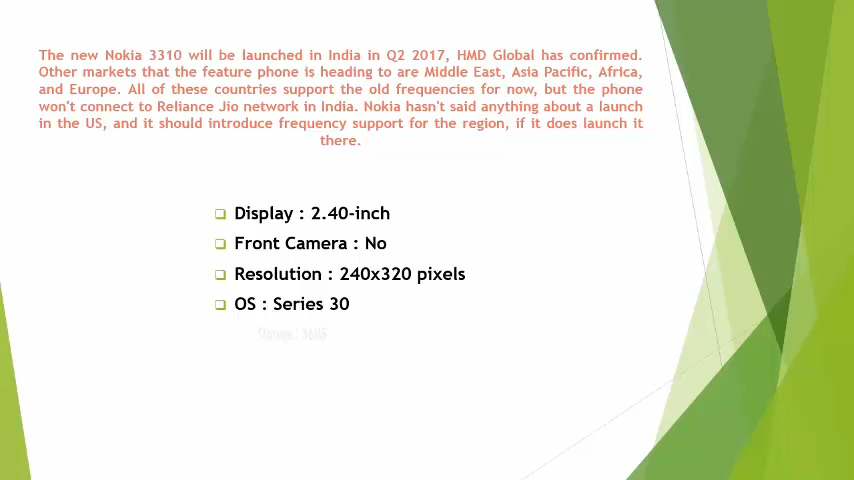 The new Nokia 3310 will be launched in India in Q2 2017, HMD Global has confirmed.
Other markets that the feature phone is heading to are Middle East, Asia Pacific, Africa,
and Europe. All of these countries support the old frequencies for now, but the phone
won't connect to Reliance Jio network in India. Nokia hasn't said anything about a launch
in the US, and it should introduce frequency support for the region, if it does launch it
there.
Display : 2.40-inch
Front Camera : No
Resolution : 240x320 pixels
OS : Series 30